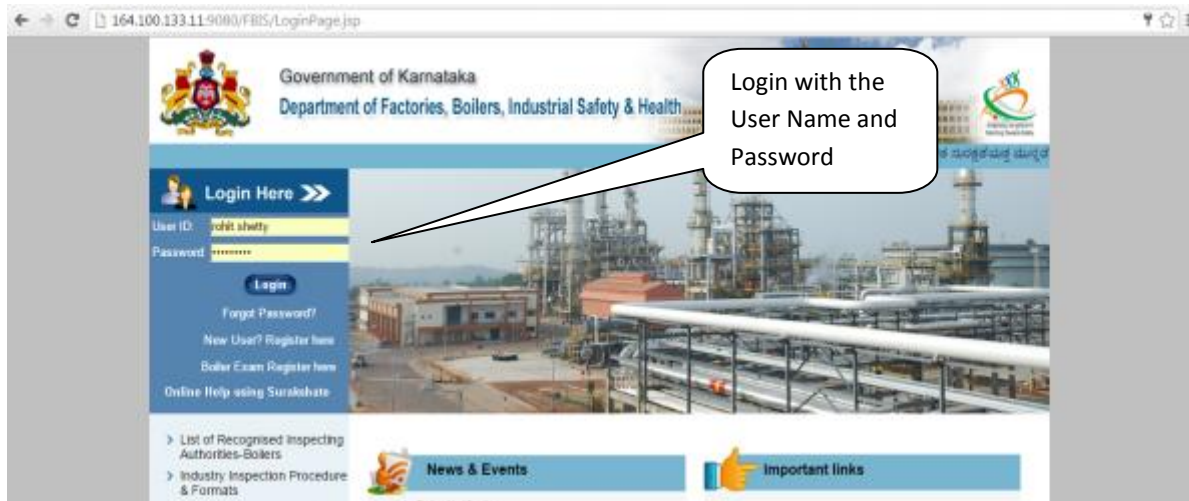 164.100.133.11:9080/FBIS/LoginPage.jsp
Government of Karnataka
Department of Factories, Boilers, Industrial Safety & Health
Login with the
User Name and
Password
Login Here
User ID: rohit shetty
Password •••••••••
Login
Forgot Password?
New User? Register here
Boiler Exam Register here
Online Help using Surakshate
> List of Recognised Inspecting
Authorities-Boilers
> Industry Inspection Procedure
& Formats
News & Events
Important links